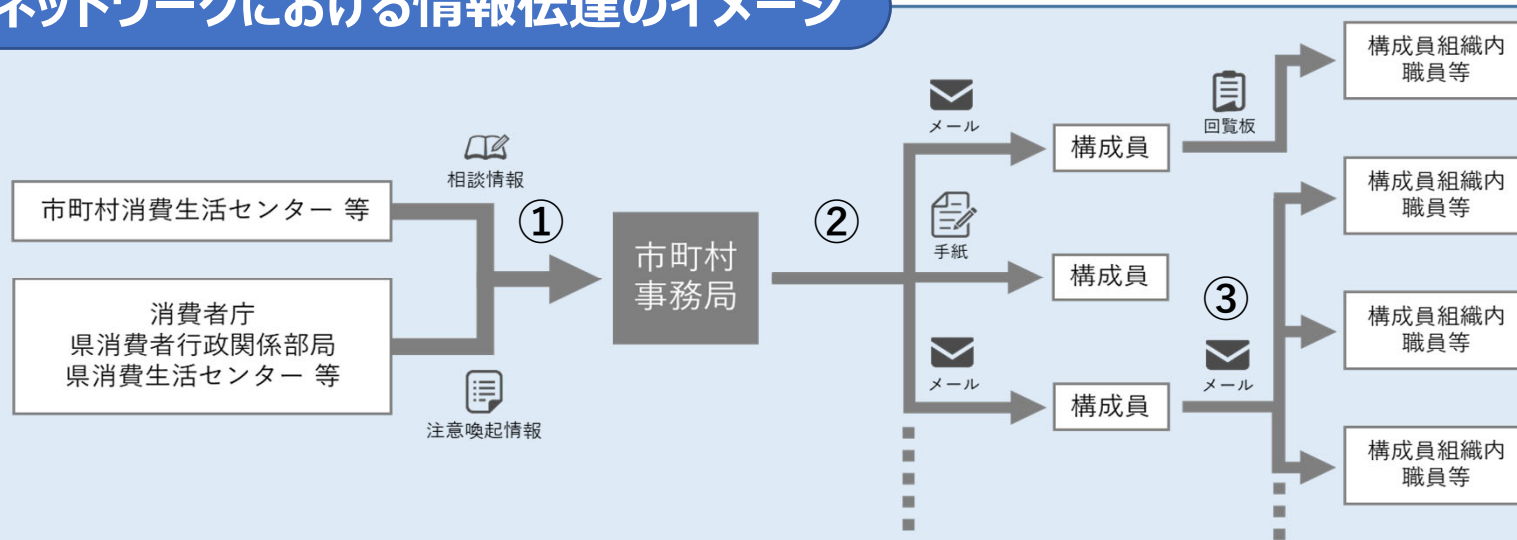 ネットワークにおける情報伝達のイメージ
相談情報
市町村消費生活センター 等
消費者庁
県消費者行政関係部局
県消費生活センター 等
注意喚起情報
①
市町村
事務局
②
メール
構成員
手紙
構成員
メール
構成員
回覧板
③
メール
構成員組織内
職員等
構成員組織内
職員等
構成員組織内
職員等
構成員組織内
職員等